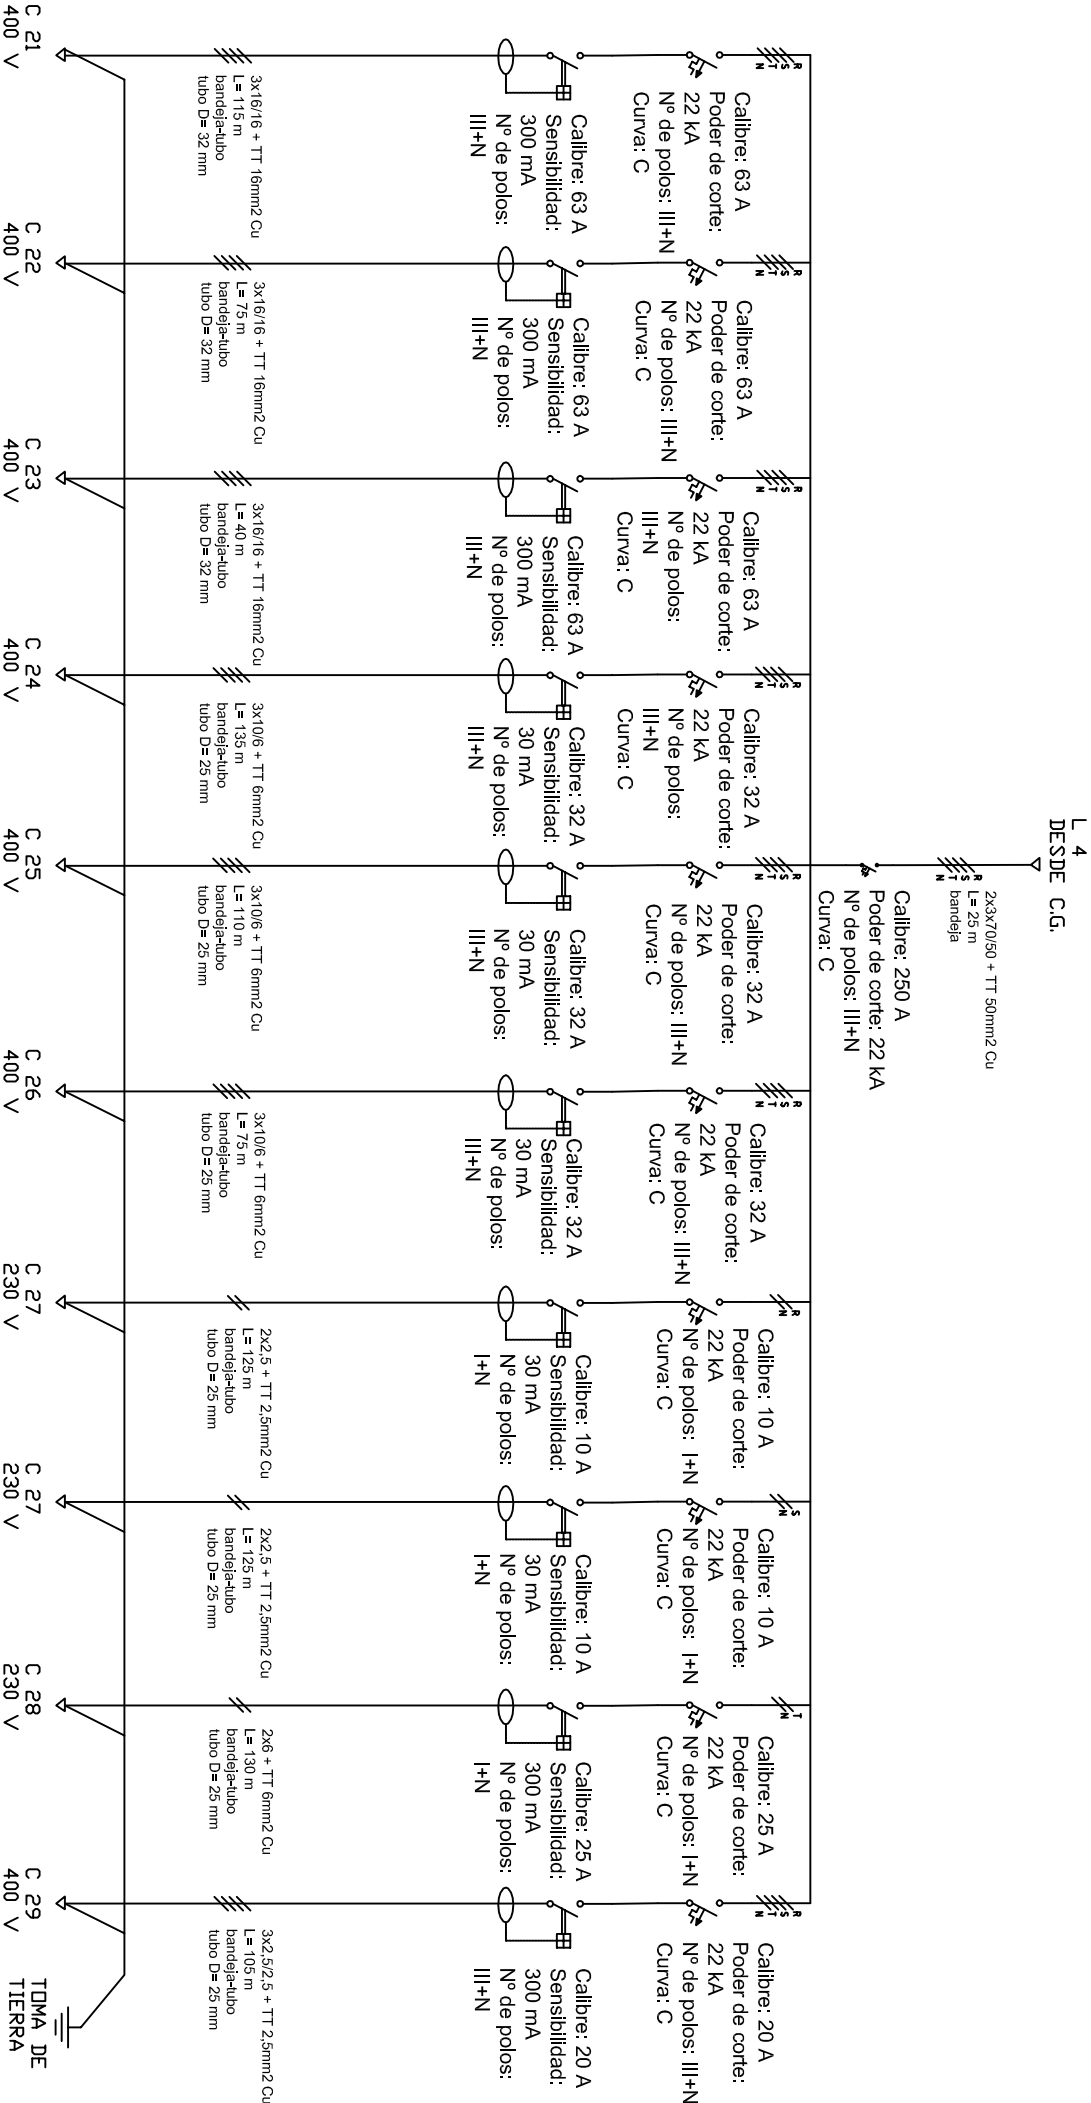 L 4
DESDE C.G.
2x3x70/50 + TT 50mm2 Cu
L= 25 m
bandeja
R
S
T
N
Calibre: 250 A
Poder de corte: 22 kA
Nº de polos: III+N
Curva: C
R
S
T
N
Calibre: 63 A
Poder de corte:
22 kA
Nº de polos: III+N
Curva: C
Calibre: 63 A
Sensibilidad:
300 mA
Nº de polos:
III+N
3x16/16 + TT 16mm2 Cu
L= 115 m
bandeja-tubo
tubo D= 32 mm
C 21
400 V
R
S
T
N
Calibre: 63 A
Poder de corte:
22 kA
Nº de polos: III+N
Curva: C
Calibre: 63 A
Sensibilidad:
300 mA
Nº de polos:
III+N
3x16/16 + TT 16mm2 Cu
L= 75 m
bandeja-tubo
tubo D= 32 mm
C 22
400 V
R
S
T
N
Calibre: 63 A
Poder de corte:
22 kA
Nº de polos:
III+N
Curva: C
Calibre: 63 A
Sensibilidad:
300 mA
Nº de polos:
III+N
3x16/16 + TT 16mm2 Cu
L= 40 m
bandeja-tubo
tubo D= 32 mm
C 23
400 V
R
S
T
N
Calibre: 32 A
Poder de corte:
22 kA
Nº de polos:
III+N
Curva: C
Calibre: 32 A
Sensibilidad:
30 mA
Nº de polos:
III+N
3x10/6 + TT 6mm2 Cu
L= 135 m
bandeja-tubo
tubo D= 25 mm
C 24
400 V
R
S
T
N
Calibre: 32 A
Poder de corte:
22 kA
Nº de polos: III+N
Curva: C
Calibre: 32 A
Sensibilidad:
30 mA
Nº de polos:
III+N
3x10/6 + TT 6mm2 Cu
L= 110 m
bandeja-tubo
tubo D= 25 mm
C 25
400 V
R
S
T
N
Calibre: 32 A
Poder de corte:
22 kA
Nº de polos: III+N
Curva: C
Calibre: 32 A
Sensibilidad:
30 mA
Nº de polos:
III+N
3x10/6 + TT 6mm2 Cu
L= 75 m
bandeja-tubo
tubo D= 25 mm
C 26
400 V
R
N
Calibre: 10 A
Poder de corte:
22 kA
Nº de polos: I+N
Curva: C
Calibre: 10 A
Sensibilidad:
30 mA
Nº de polos:
I+N
2x2,5 + TT 2,5mm2 Cu
L= 125 m
bandeja-tubo
tubo D= 25 mm
C 27
230 V
S
N
Calibre: 10 A
Poder de corte:
22 kA
Nº de polos: I+N
Curva: C
Calibre: 10 A
Sensibilidad:
30 mA
Nº de polos:
I+N
2x2,5 + TT 2,5mm2 Cu
L= 125 m
bandeja-tubo
tubo D= 25 mm
C 27
230 V
T
N
Calibre: 25 A
Poder de corte:
22 kA
Nº de polos: I+N
Curva: C
Calibre: 25 A
Sensibilidad:
300 mA
Nº de polos:
I+N
2x6 + TT 6mm2 Cu
L= 130 m
bandeja-tubo
tubo D= 25 mm
C 28
230 V
R
S
T
N
Calibre: 20 A
Poder de corte:
22 kA
Nº de polos: III+N
Curva: C
Calibre: 20 A
Sensibilidad:
300 mA
Nº de polos:
III+N
3x2,5/2,5 + TT 2,5mm2 Cu
L= 105 m
bandeja-tubo
tubo D= 25 mm
C 29
400 V
TOMA DE
TIERRA